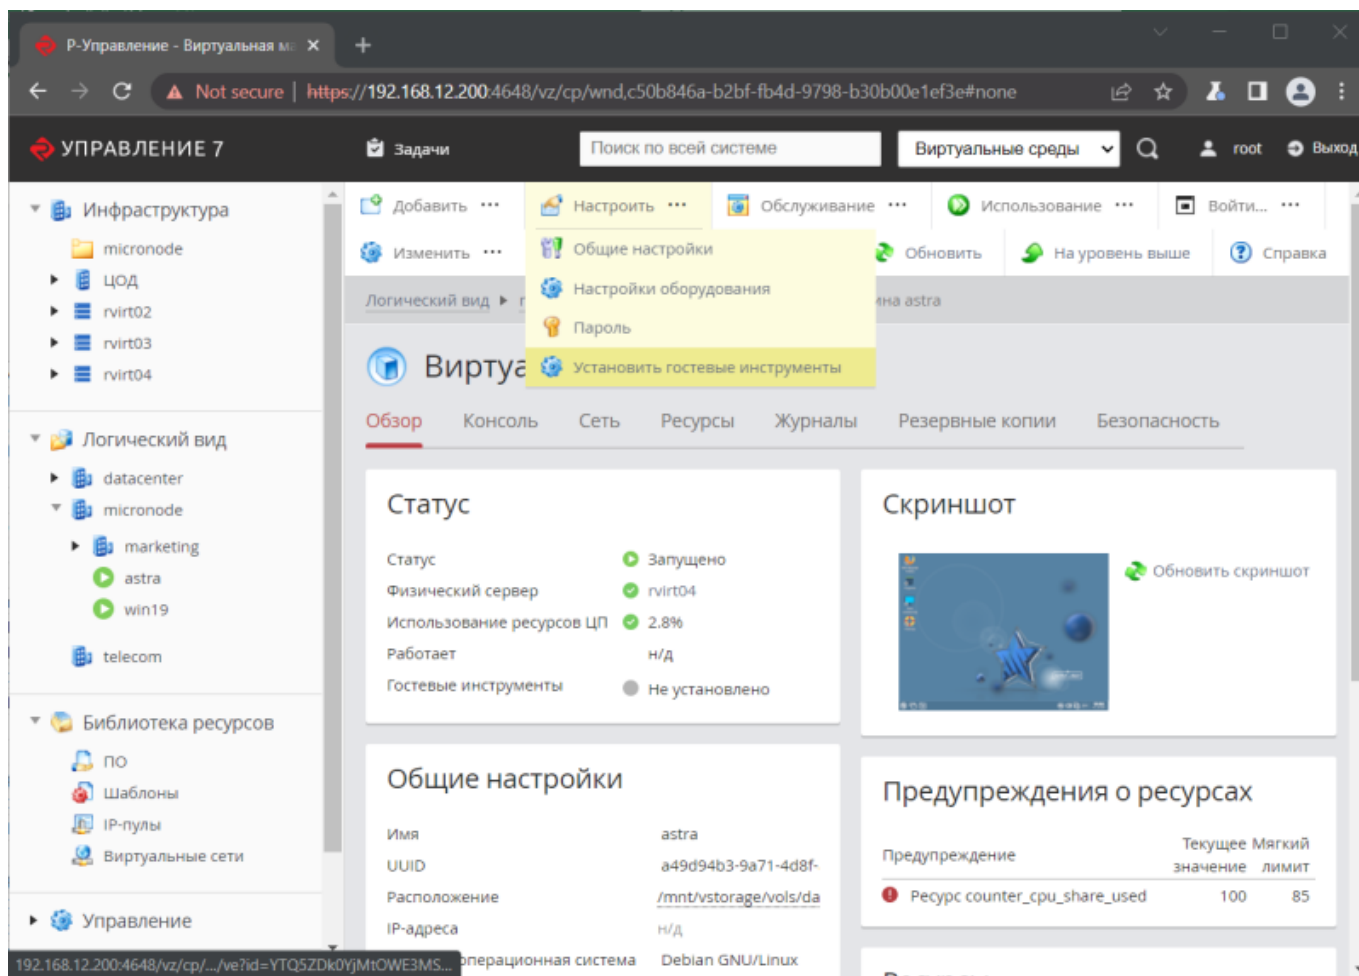 Р-Управление - Виртуальная ма
Not secure | https://192.168.12.200:4648/vz/cp/wnd,c50b846a-b2bf-fb4d-9798-b30b00e1ef3e#none
УПРАВЛЕНИЕ 7
Задачи
Поиск по всей системе
Виртуальные среды
root
Выход
Инфраструктура
micronode
ЦОД
rvirt02
rvirt03
rvirt04
Логический вид
datacenter
micronode
marketing
astra
win19
telecom
Библиотека ресурсов
ПО
Шаблоны
IP-пулы
Виртуальные сети
Управление
192.168.12.200:4648/vz/cp/.../ve?id=YTQ5ZDk0YjMtOWE3MS...
Добавить ...
Настроить ...
Обслуживание ...
Использование ...
Войти... ...
Изменить ...
Обновить
На уровень выше
Справка
Общие настройки
Настройки оборудования
Пароль
Установить гостевые инструменты
Логический вид
ина astra
Виртуа
Обзор
Консоль
Сеть
Ресурсы
Журналы
Резервные копии
Безопасность
Статус
Статус Запущено
Физический сервер rvirt04
Использование ресурсов ЦП 2.8%
Работает н/д
Гостевые инструменты Не установлено
Скриншот
Обновить скриншот
Общие настройки
Имя astra
UUID a49d94b3-9a71-4d8f-
Расположение /mnt/vstorage/vols/da
IP-адреса н/д
операционная система Debian GNU/Linux
Предупреждения о ресурсах
Предупреждение Текущее значение Мягкий лимит
Ресурс counter_cpu_share_used 100 85